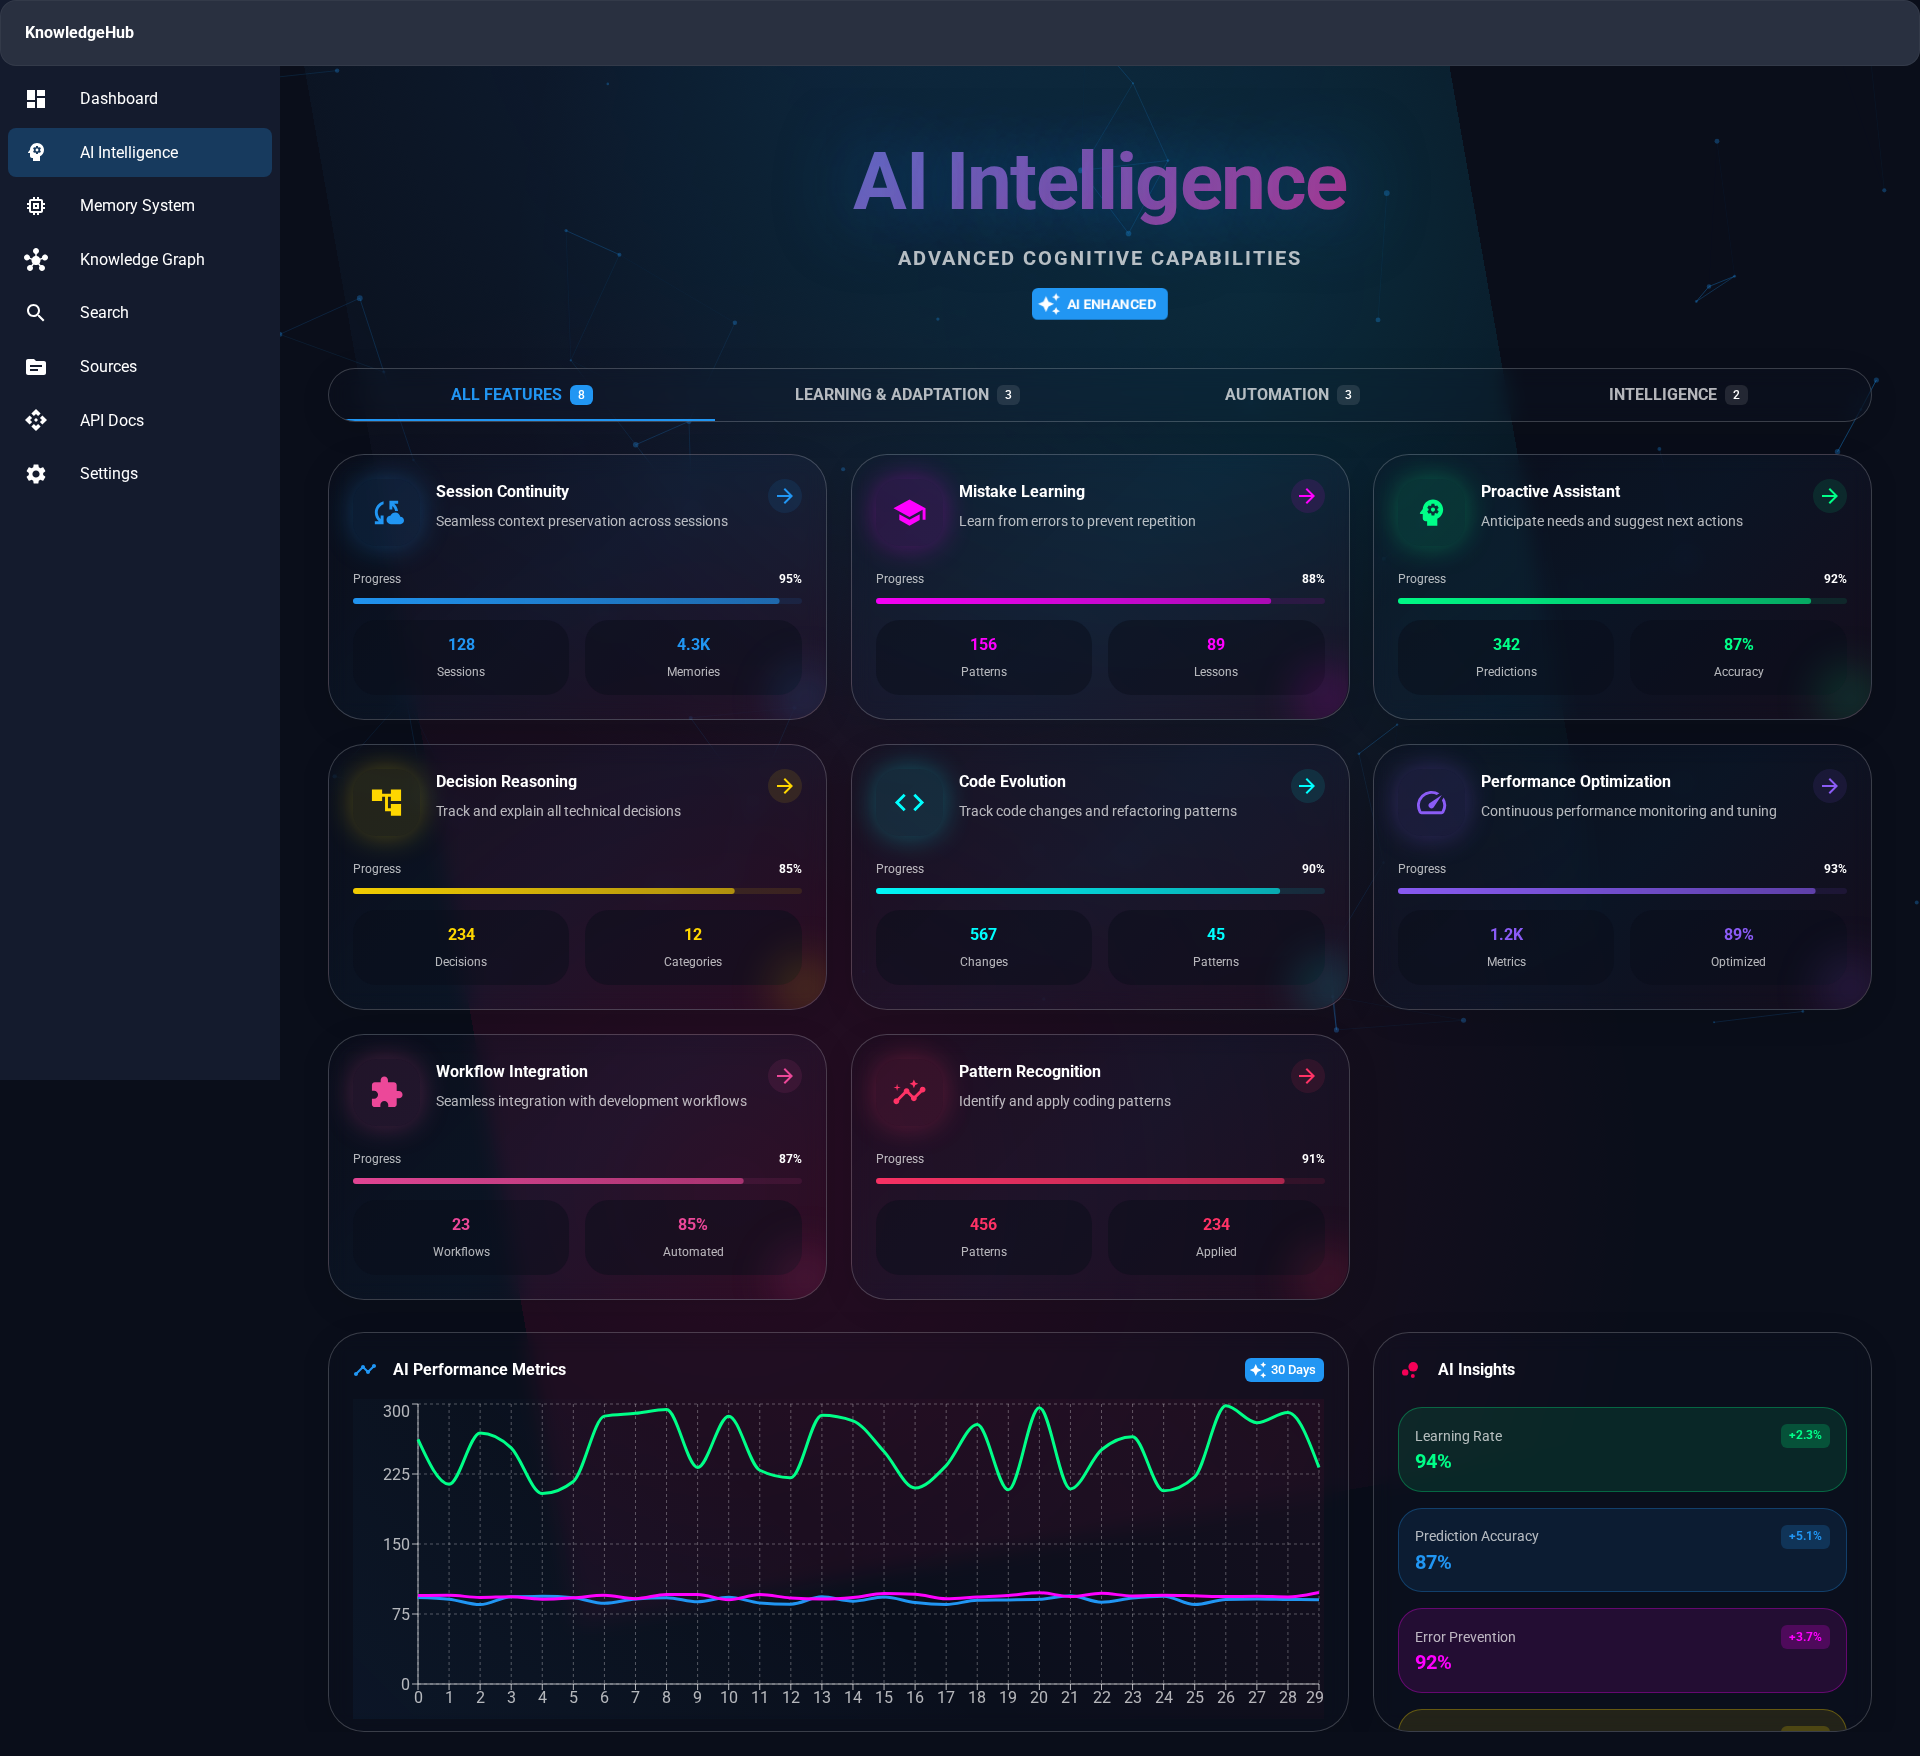 KnowledgeHub
Dashboard
AI Intelligence
Memory System
Knowledge Graph
Search
Sources
API Docs
Settings
AI Intelligence
ADVANCED COGNITIVE CAPABILITIES
AI ENHANCED
ALL FEATURES 8 LEARNING & ADAPTATION 3 AUTOMATION 3 INTELLIGENCE 2
Session Continuity
Seamless context preservation across sessions
Progress 95%
128 4.3K
Sessions Memories
Mistake Learning
Learn from errors to prevent repetition
Progress 88%
156 89
Patterns Lessons
Proactive Assistant
Anticipate needs and suggest next actions
Progress 92%
342 87%
Predictions Accuracy
Decision Reasoning
Track and explain all technical decisions
Progress 85%
234 12
Decisions Categories
Code Evolution
Track code changes and refactoring patterns
Progress 90%
567 45
Changes Patterns
Performance Optimization
Continuous performance monitoring and tuning
Progress 93%
1.2K 89%
Metrics Optimized
Workflow Integration
Seamless integration with development workflows
Progress 87%
23 85%
Workflows Automated
Pattern Recognition
Identify and apply coding patterns
Progress 91%
456 234
Patterns Applied
AI Performance Metrics 30 Days
300
225
150
75
0
0 1 2 3 4 5 6 7 8 9 10 11 12 13 14 15 16 17 18 19 20 21 22 23 24 25 26 27 28 29
AI Insights
Learning Rate +2.3%
94%
Prediction Accuracy +5.1%
87%
Error Prevention +3.7%
92%